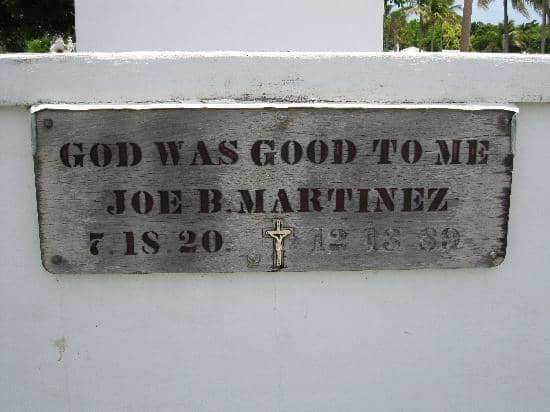 GOD WAS GOOD TO ME
JOE B. MARTINEZ
7.18.20. 12 13 89